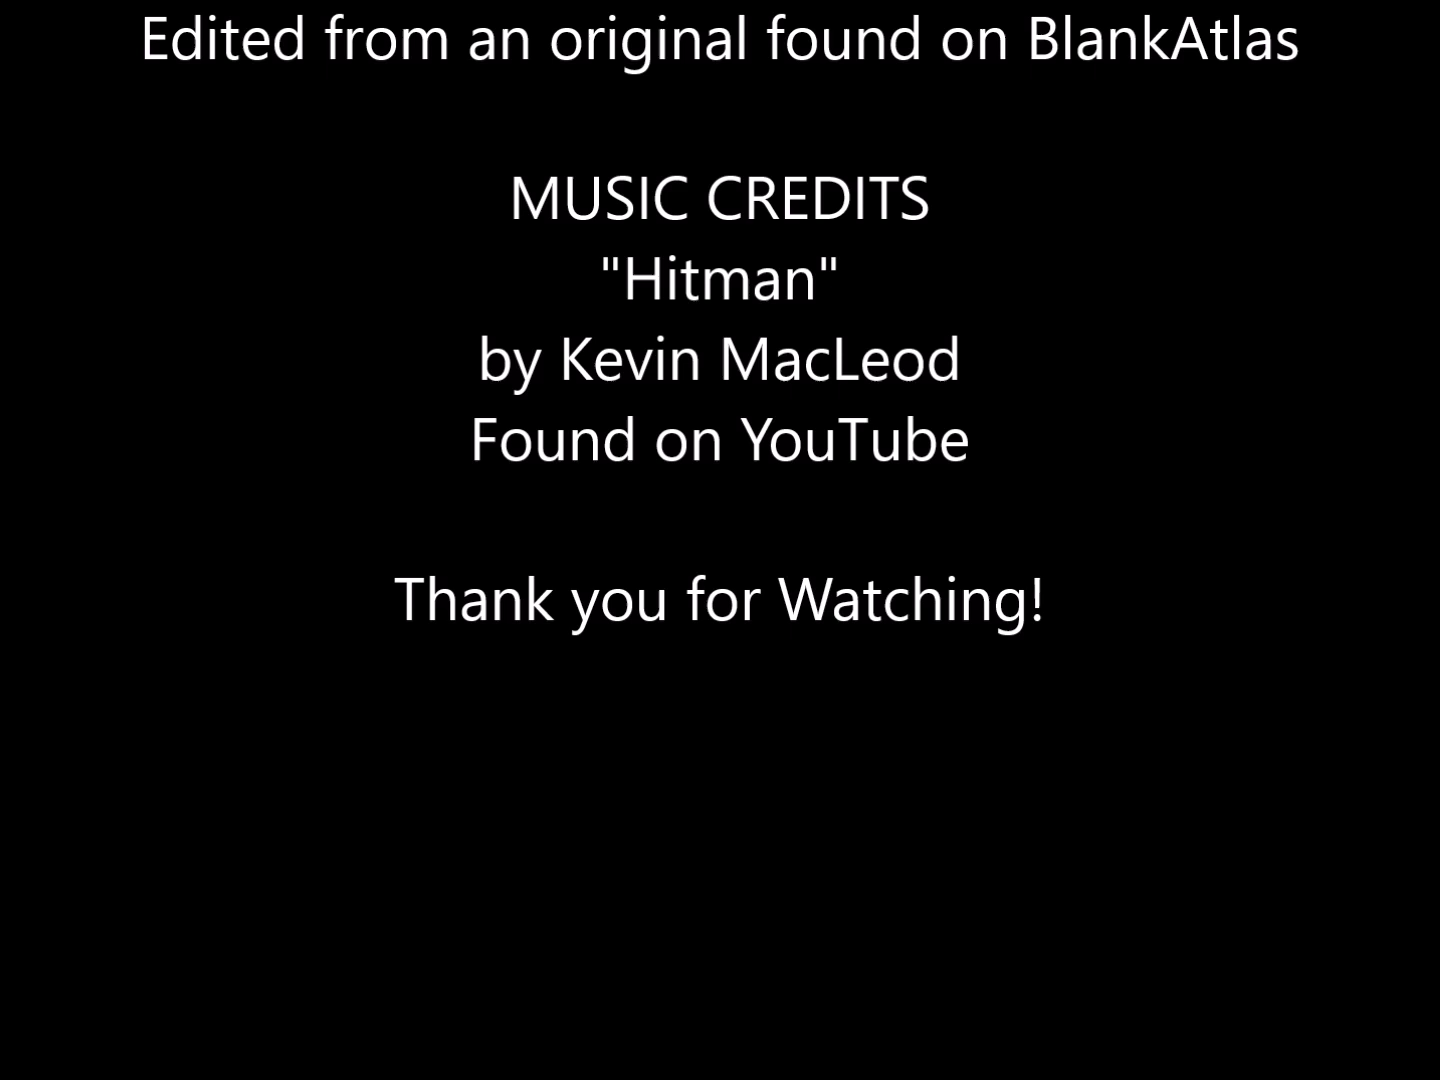 Edited from an original found on BlankAtlas
MUSIC CREDITS
"Hitman"
by Kevin MacLeod
Found on YouTube
Thank you for Watching!